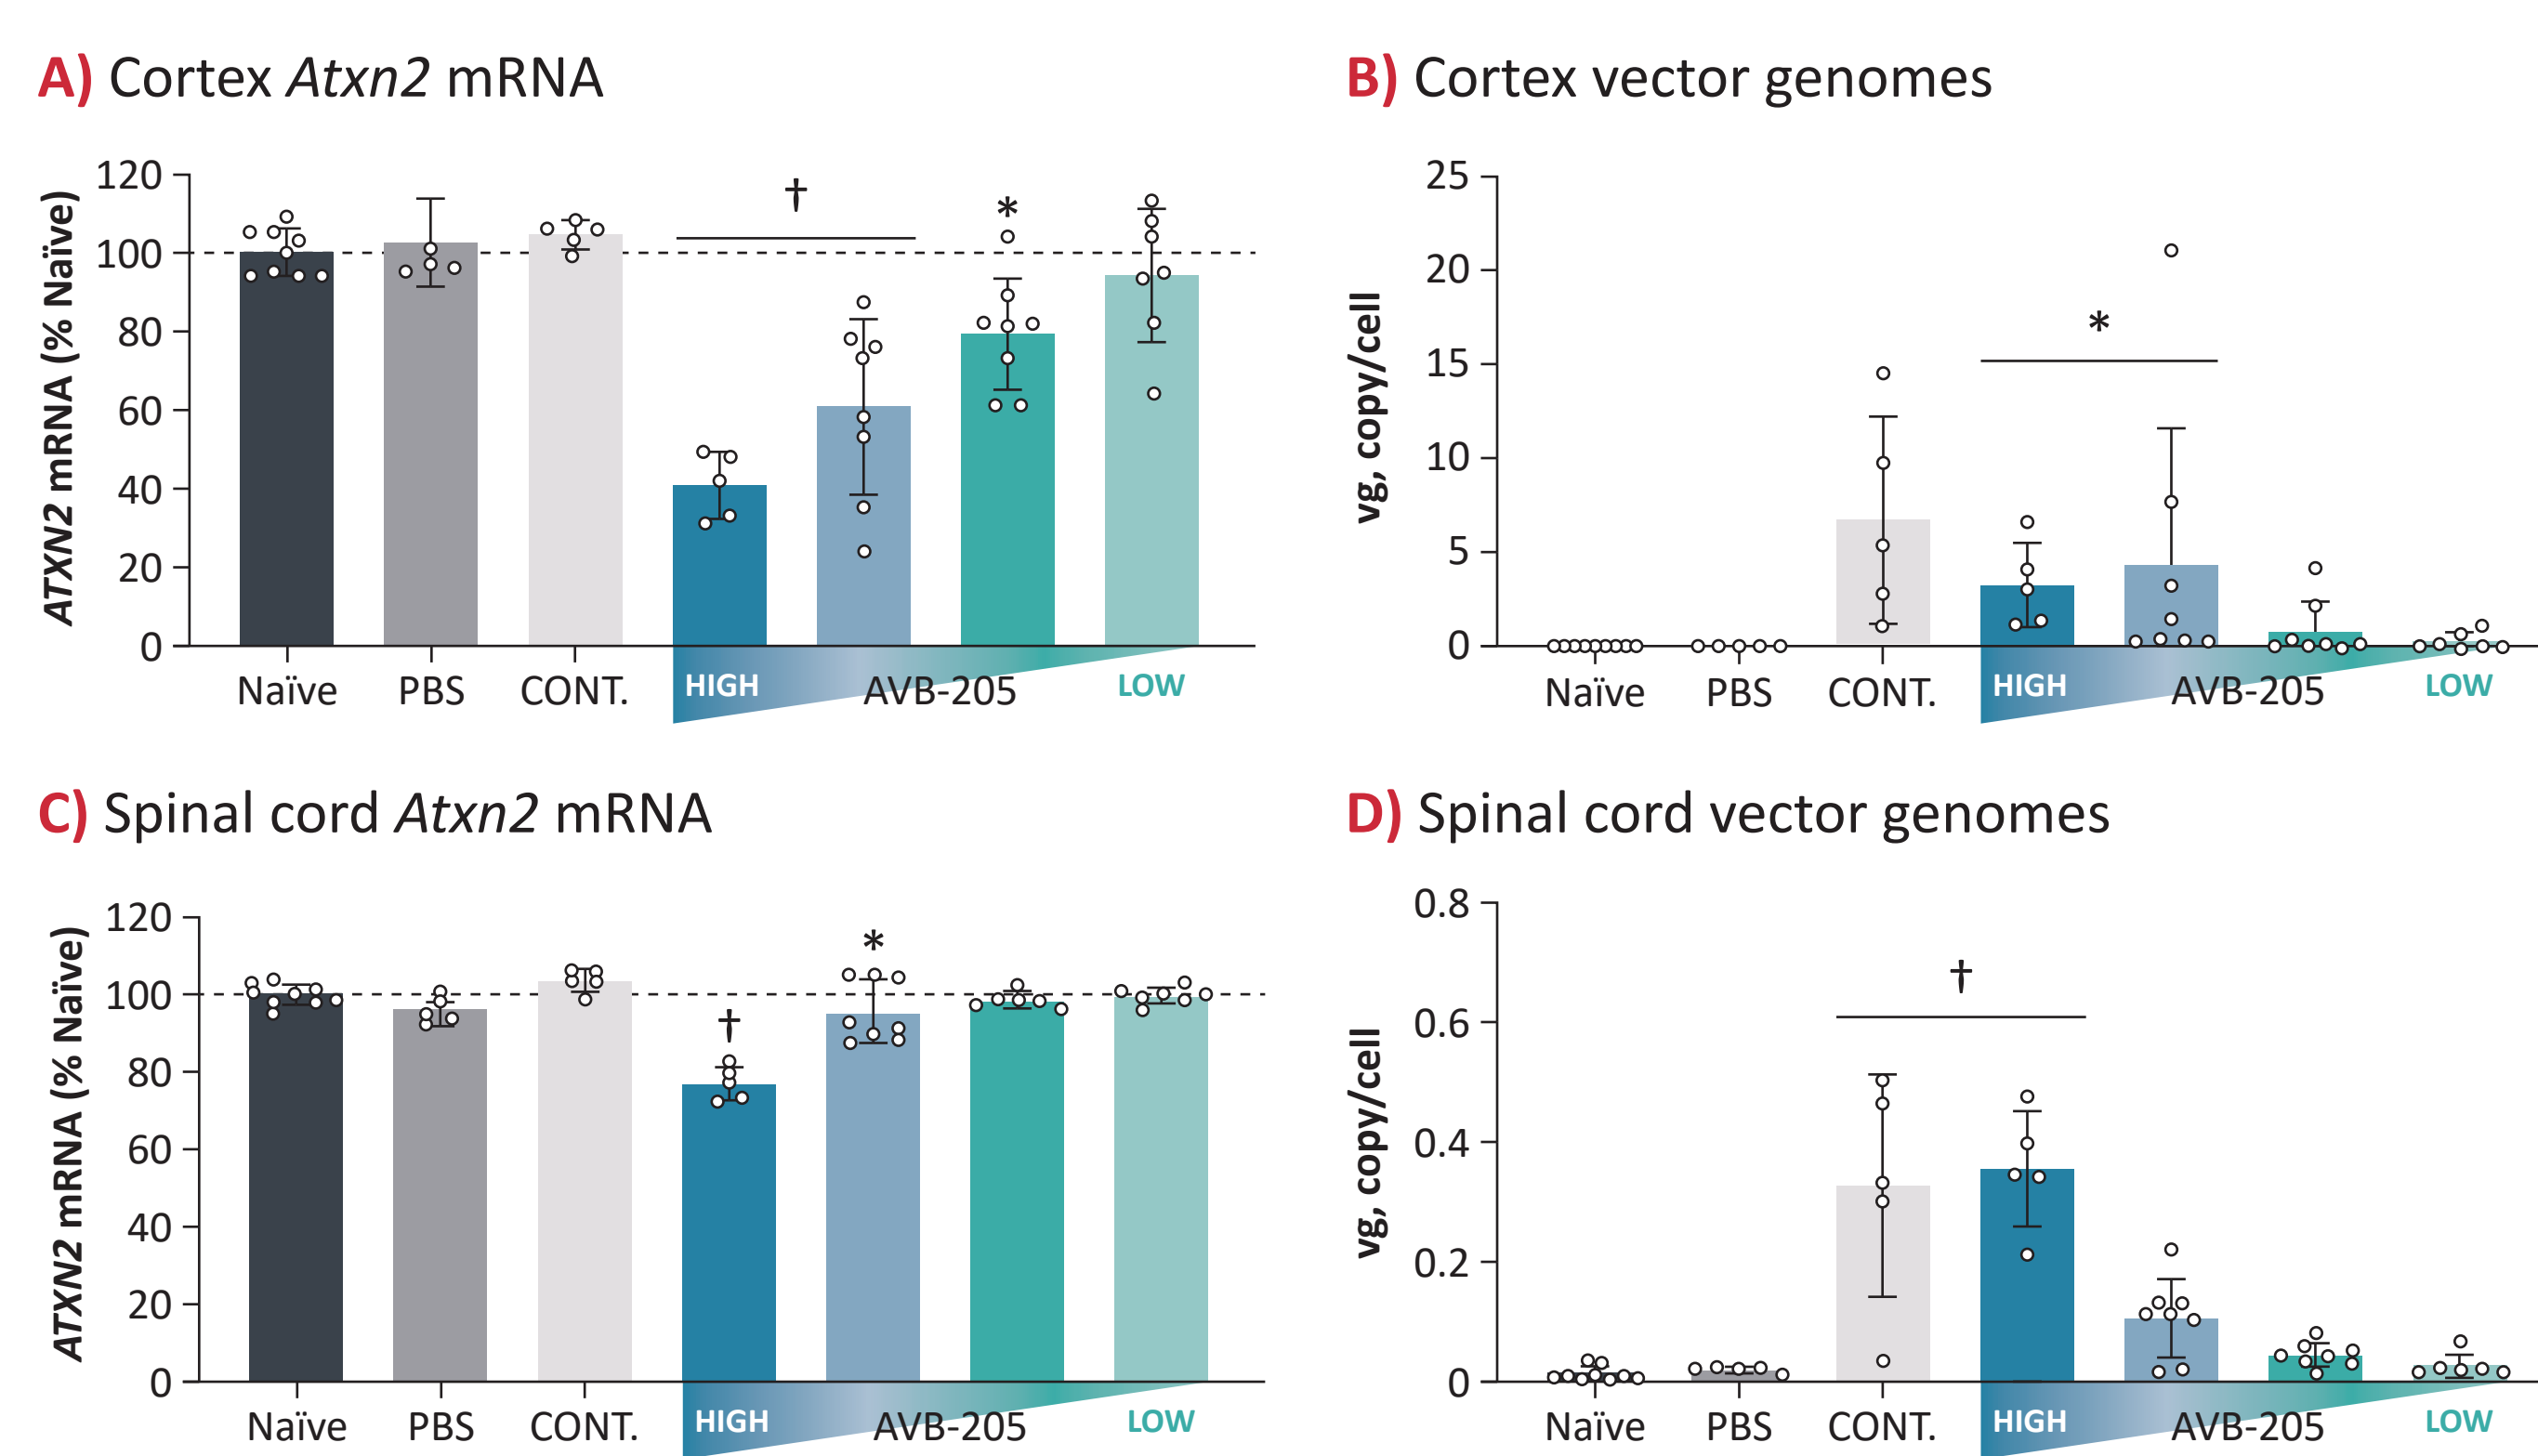 A) Cortex Atxn2 mRNA
ATXN2 mRNA (% Naïve)
120
100
80
60
40
20
0
†
*
Naïve
PBS
CONT.
HIGH
AVB-205
LOW
B) Cortex vector genomes
vg, copy/cell
25
20
15
10
5
0
*
Naïve
PBS
CONT.
HIGH
AVB-205
LOW
C) Spinal cord Atxn2 mRNA
ATXN2 mRNA (% Naïve)
120
100
80
60
40
20
0
†
*
Naïve
PBS
CONT.
HIGH
AVB-205
LOW
D) Spinal cord vector genomes
vg, copy/cell
0.8
0.6
0.4
0.2
0
†
Naïve
PBS
CONT.
HIGH
AVB-205
LOW